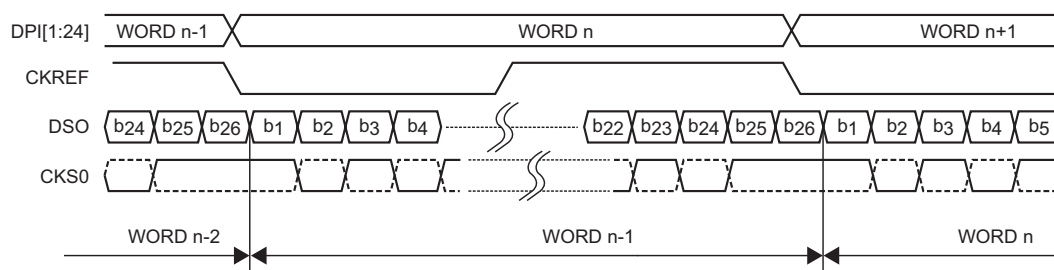 DPI[1:24] WORD n-1 WORD n WORD n+1
CKREF
DSO b24 b25 b26 b1 b2 b3 b4 b22 b23 b24 b25 b26 b1 b2 b3 b4 b5
CKS0
WORD n-2 WORD n-1 WORD n